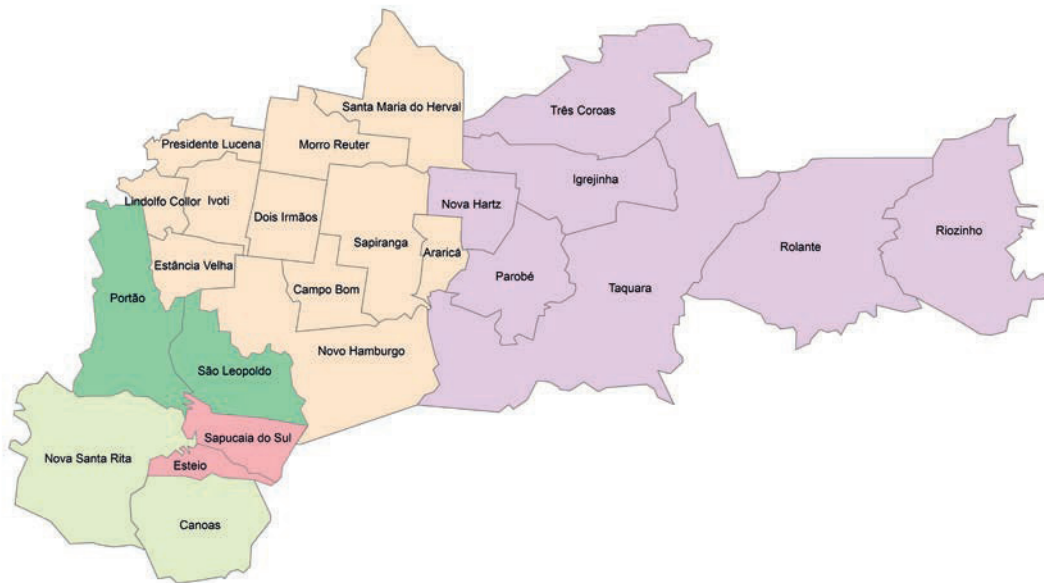 Santa Maria do Herval
Três Coroas
Presidente Lucena
Morro Reuter
Igrejinha
Lindolfo Collor
Ivoti
Dois Irmãos
Nova Hartz
Sapiranga
Araricá
Rolante
Riozinho
Estância Velha
Parobé
Campo Bom
Taquara
Portão
Novo Hamburgo
São Leopoldo
Sapucaia do Sul
Nova Santa Rita
Esteio
Canoas